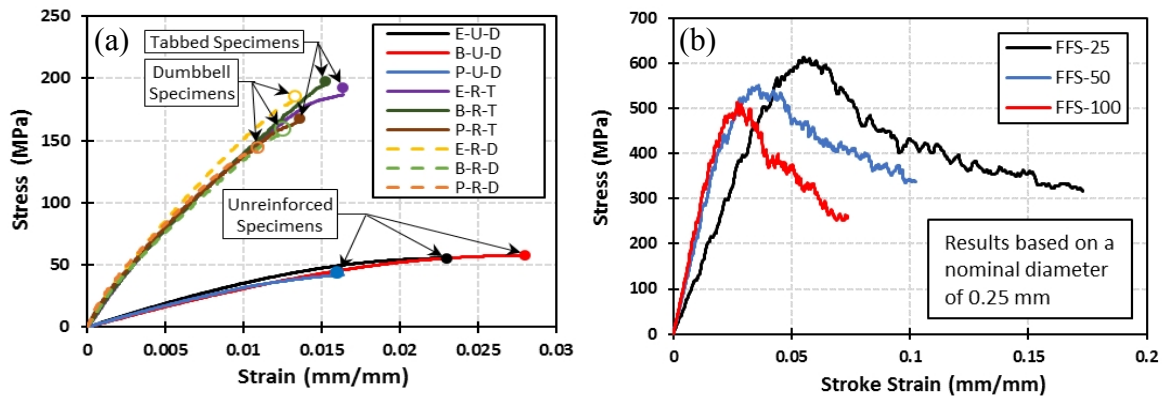 (a)
Stress (MPa)
250
200
150
100
50
0
0
0.005
0.01
0.015
0.02
0.025
0.03
Strain (mm/mm)
Tabbed Specimens
Dumbbell
Specimens
Unreinforced
Specimens
E-U-D
B-U-D
P-U-D
E-R-T
B-R-T
P-R-T
E-R-D
B-R-D
P-R-D
(b)
Stress (MPa)
700
600
500
400
300
200
100
0
0
0.05
0.1
0.15
0.2
Stroke Strain (mm/mm)
FFS-25
FFS-50
FFS-100
Results based on a
nominal diameter
of 0.25 mm